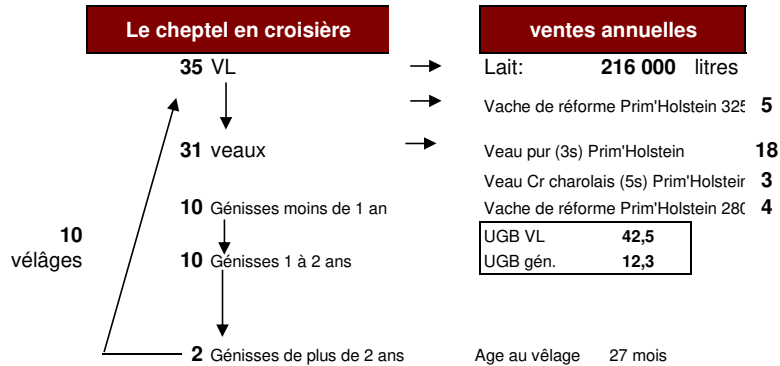 Le cheptel en croisière ventes annuelles
35 VL Lait: 216 000 litres
Vache de réforme Prim'Holstein 325 5
31 veaux Veau pur (3s) Prim'Holstein 18
Veau Cr charolais (5s) Prim'Holstein 3
10 Génisses moins de 1 an Vache de réforme Prim'Holstein 280 4
10 UGB VL 42,5
vélâges 10 Génisses 1 à 2 ans UGB gén. 12,3
2 Génisses de plus de 2 ans Age au vêlage 27 mois